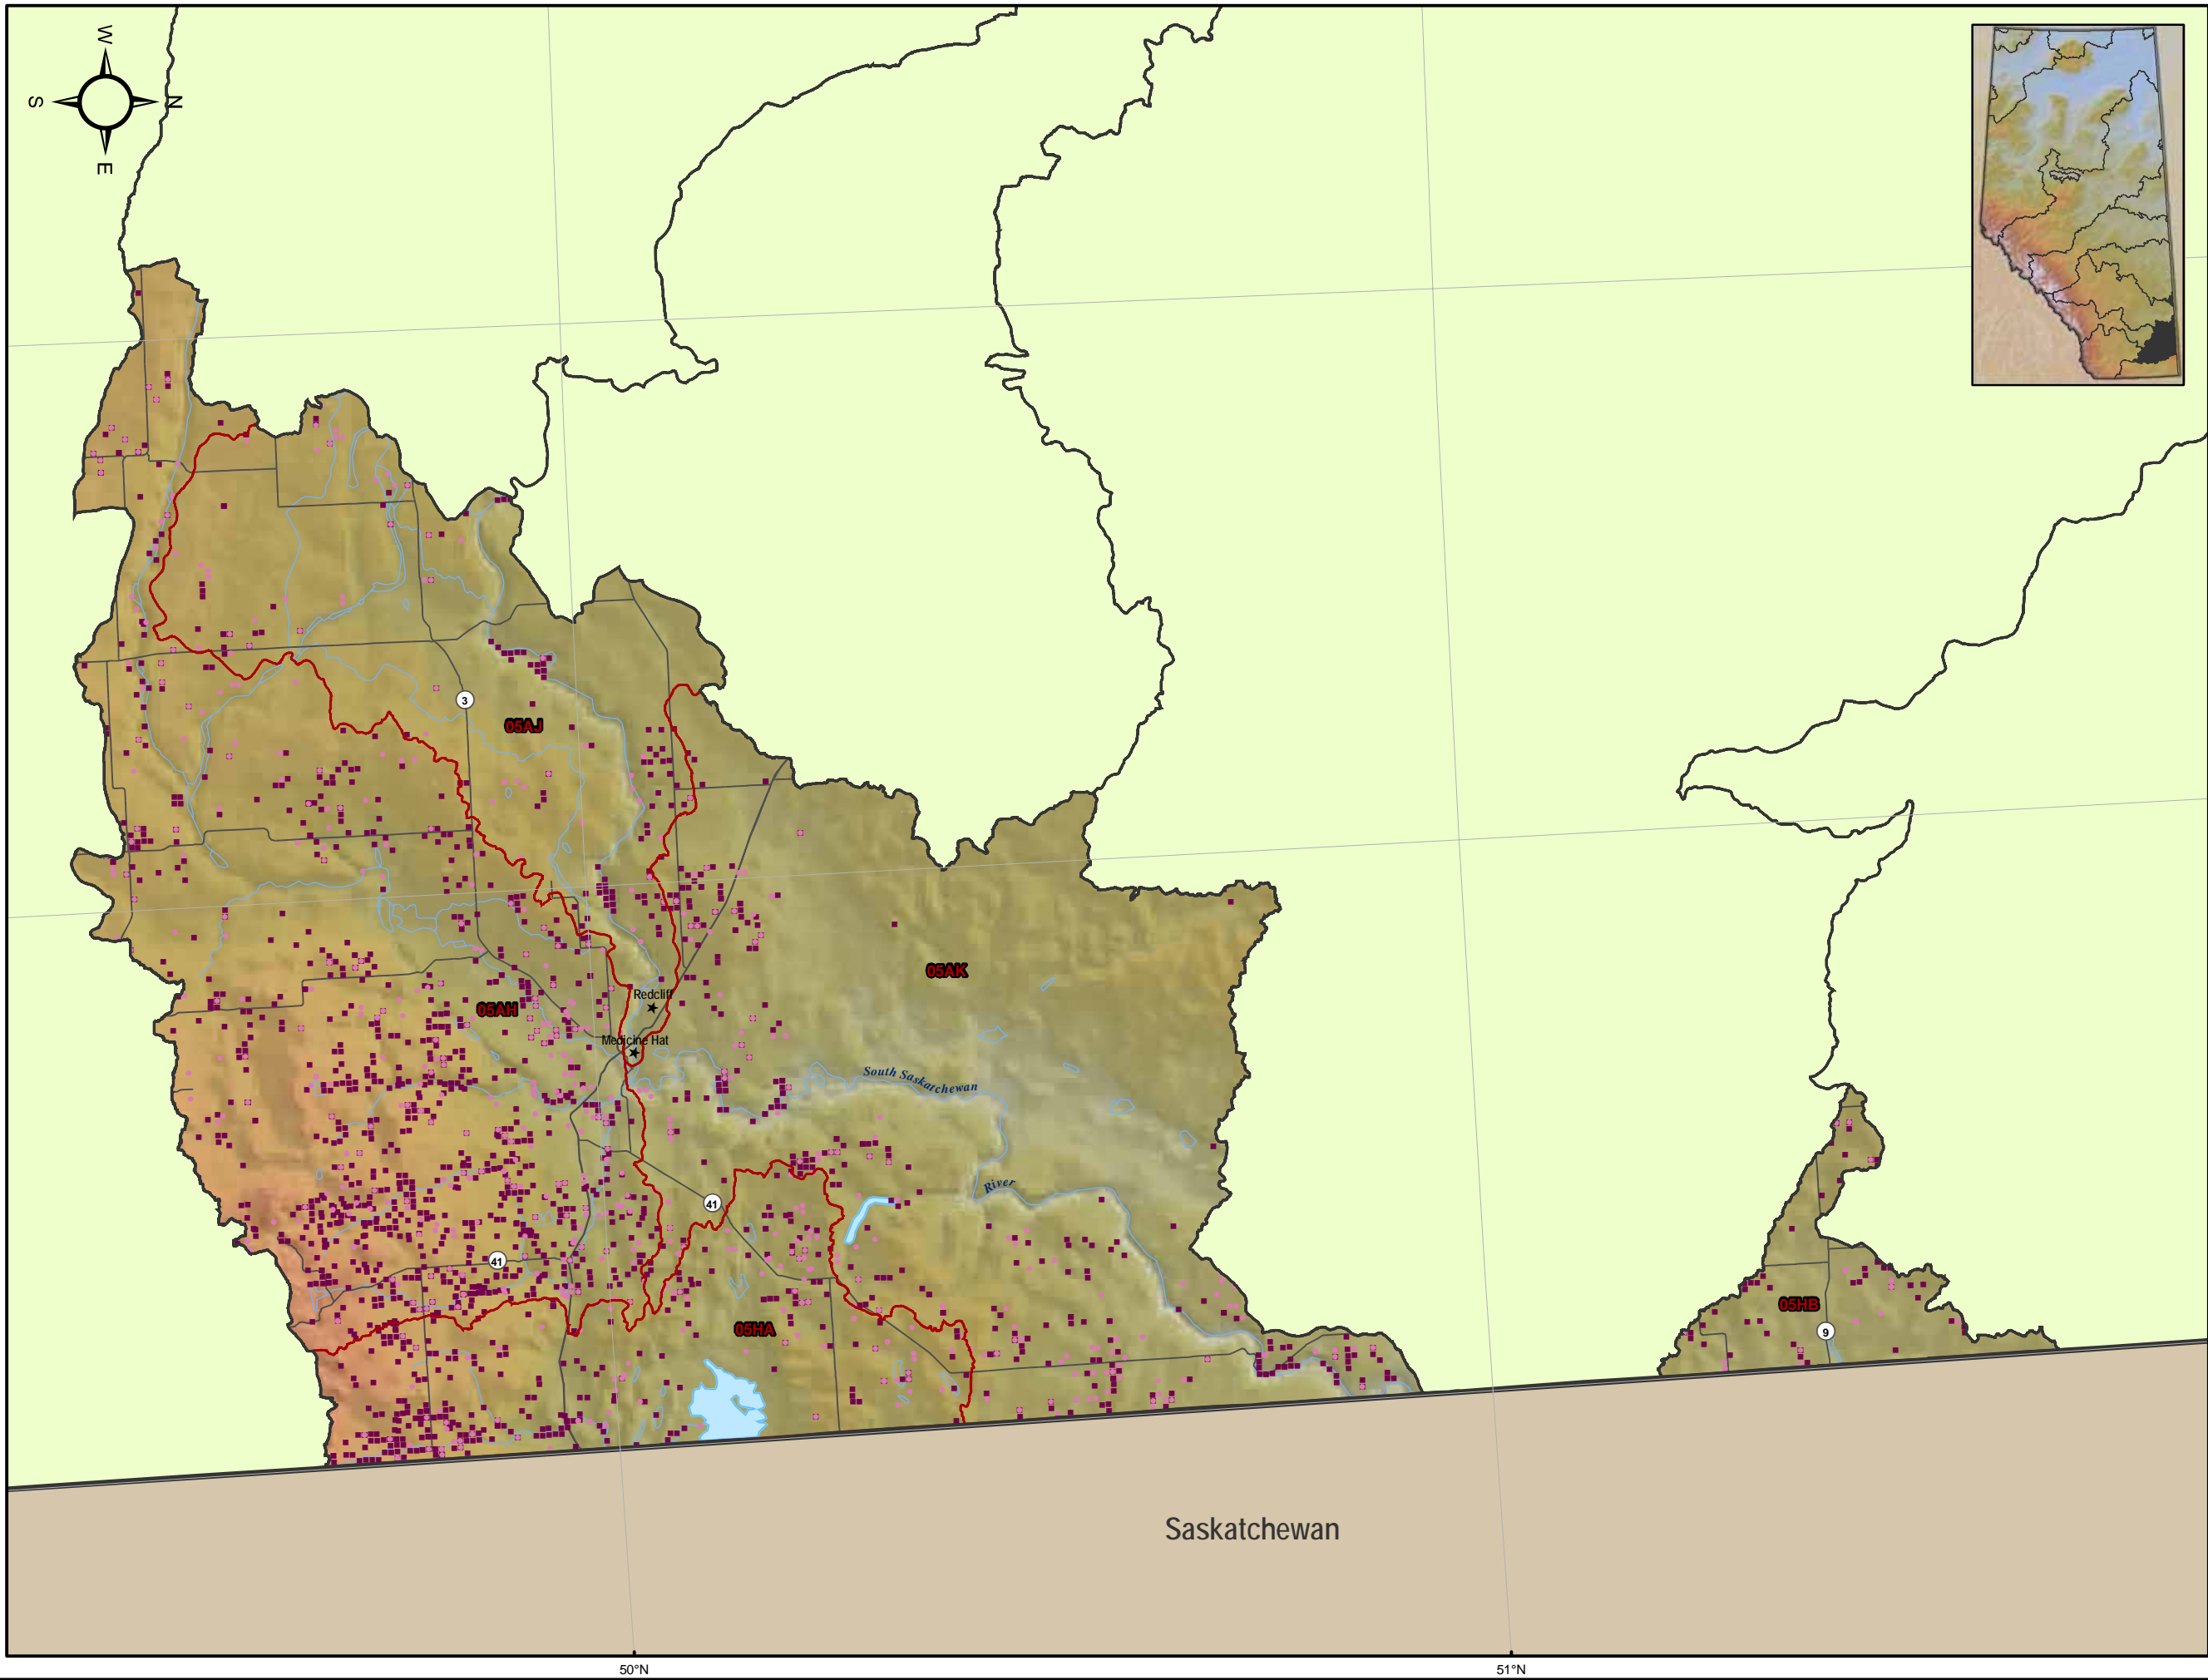 W
S
N
E
3
05AJ
05AK
Redcliff
05AH
Medicine Hat
South Saskatchewan
River
41
41
05HA
05HB
9
Saskatchewan
50°N
51°N